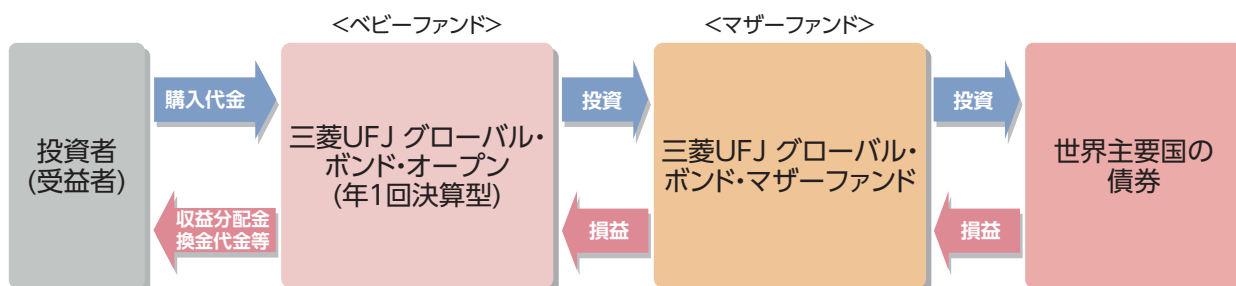 <ベビーファンド>
<マザーファンド>
投資者
(受益者)
購入代金
収益分配金
換金代金等
三菱UFJ グローバル・
ボンド・オープン
(年1回決算型)
投資
損益
三菱UFJ グローバル・
ボンド・マザーファンド
投資
損益
世界主要国の
債券